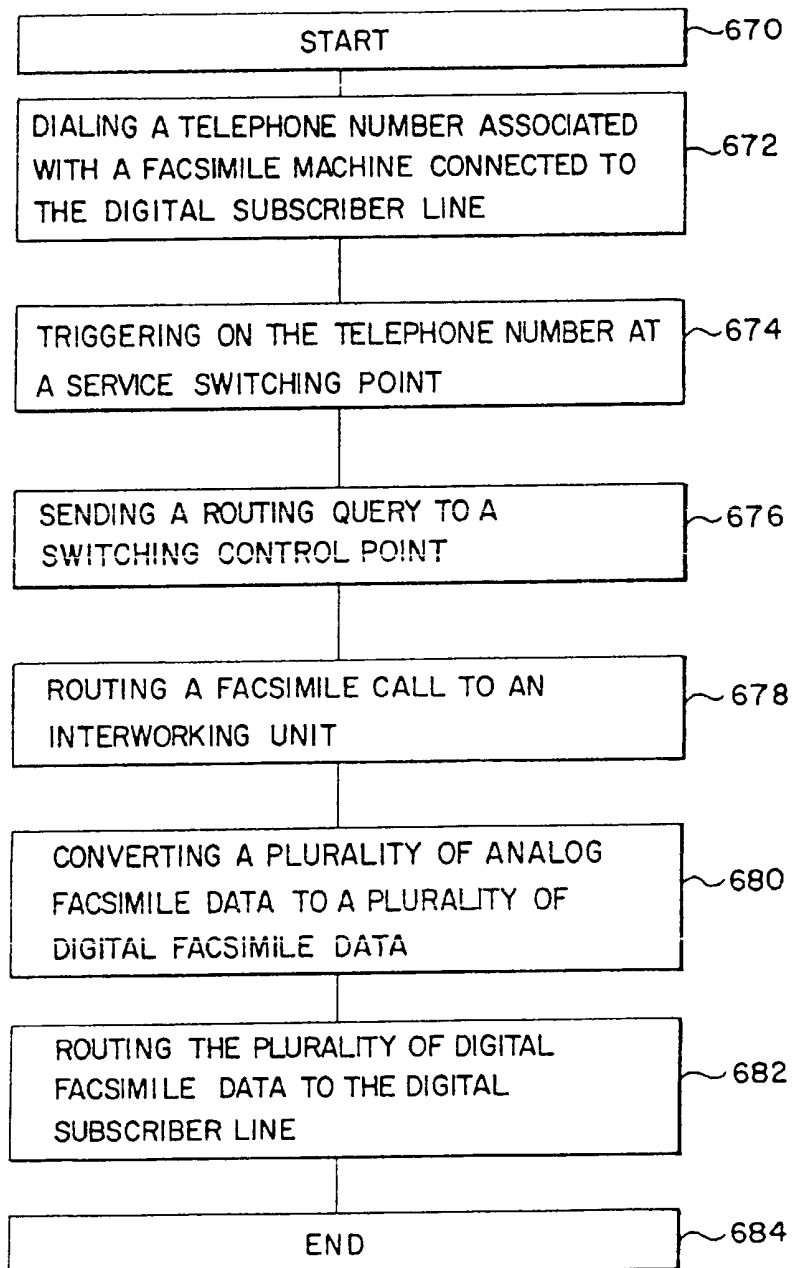 START
670
DIALING A TELEPHONE NUMBER ASSOCIATED
WITH A FACSIMILE MACHINE CONNECTED TO
THE DIGITAL SUBSCRIBER LINE
672
TRIGGERING ON THE TELEPHONE NUMBER AT
A SERVICE SWITCHING POINT
674
SENDING A ROUTING QUERY TO A
SWITCHING CONTROL POINT
676
ROUTING A FACSIMILE CALL TO AN
INTERWORKING UNIT
678
CONVERTING A PLURALITY OF ANALOG
FACSIMILE DATA TO A PLURALITY OF
DIGITAL FACSIMILE DATA
680
ROUTING THE PLURALITY OF DIGITAL
FACSIMILE DATA TO THE DIGITAL
SUBSCRIBER LINE
682
END
684